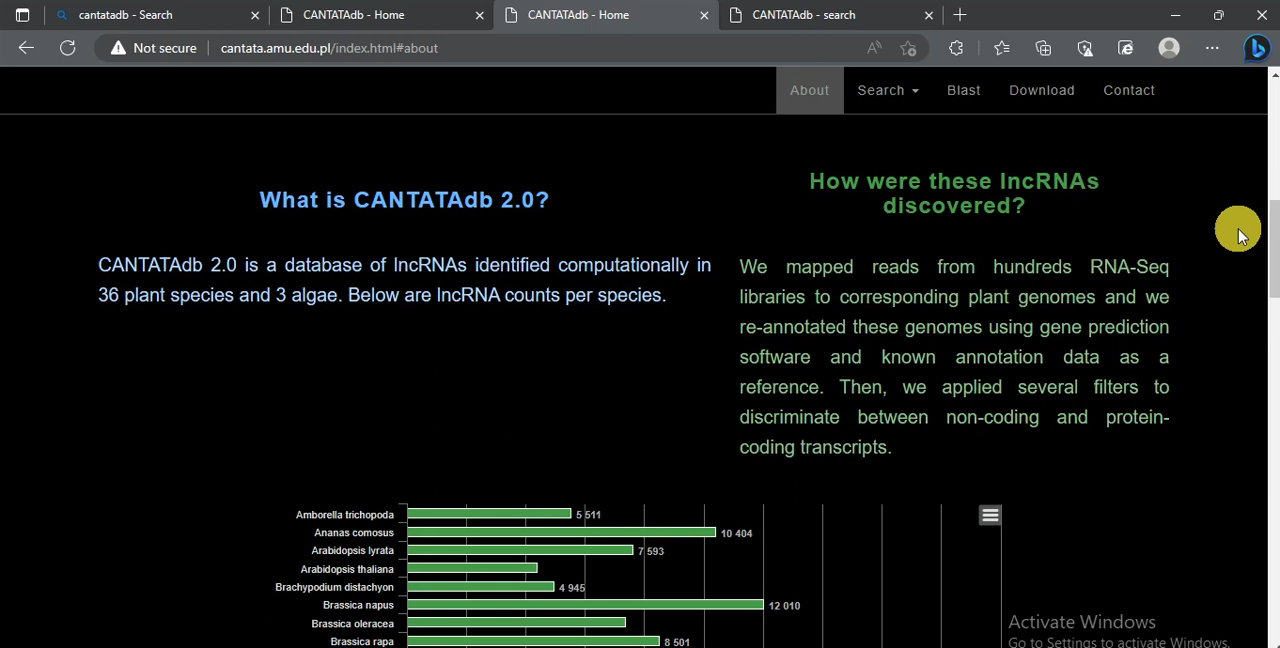 cantatadb - Search
CANTATAdb - Home
CANTATAdb - Home
CANTATAdb - search
Not secure
cantata.amu.edu.pl/index.html#about
About
Search
Blast
Download
Contact
What is CANTATAdb 2.0?
CANTATAdb 2.0 is a database of lncRNAs identified computationally in
36 plant species and 3 algae. Below are lncRNA counts per species.
How were these lncRNAs
discovered?
We mapped reads from hundreds RNA-Seq
libraries to corresponding plant genomes and we
re-annotated these genomes using gene prediction
software and known annotation data as a
reference. Then, we applied several filters to
discriminate between non-coding and protein-
coding transcripts.
Amborella trichopoda 5 511
Ananas comosus 10 404
Arabidopsis lyrata 7 593
Arabidopsis thaliana
Brachypodium distachyon 4 945
Brassica napus 12 010
Brassica oleracea
Brassica rapa 8 501
Activate Windows
Go to Settings to activate Windows.